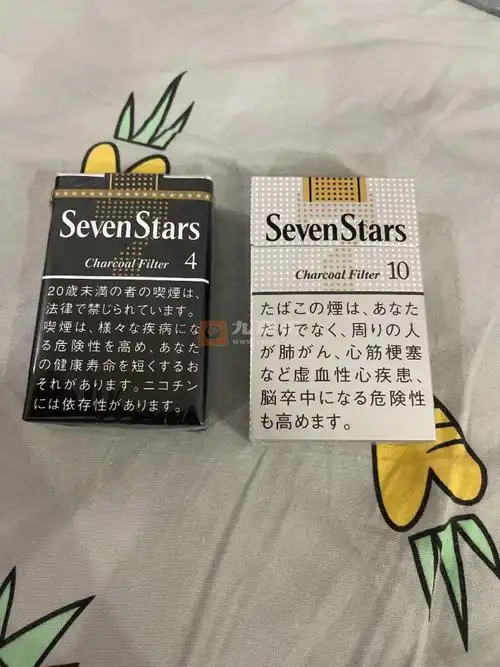 SevenStars
Charcoal Filter 4
20歳未満の者の喫煙は、
法律で禁じられています。
喫煙は、様々な疾病にな
る危険性を高め、あなた
の健康寿命を短くするお
それがあります。ニコチン
には依存性があります。
SevenStars
Charcoal Filter 10
たばこの煙は、あなた
だけでなく、周りの人
が肺がん、心筋梗塞
など虚血性心疾患、
脳卒中になる危険性
も高めます。